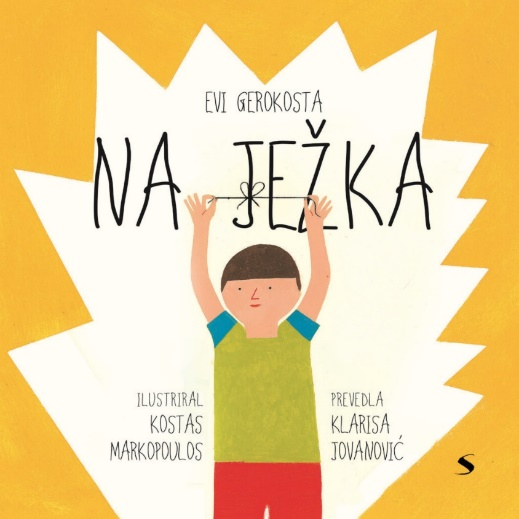 EVI GEROKOSTA
NA JEŽKA
ILUSTRIRAL
KOSTAS
MARKOPOULOS
PREVEDLA
KLARISA
JOVANOVIĆ
S